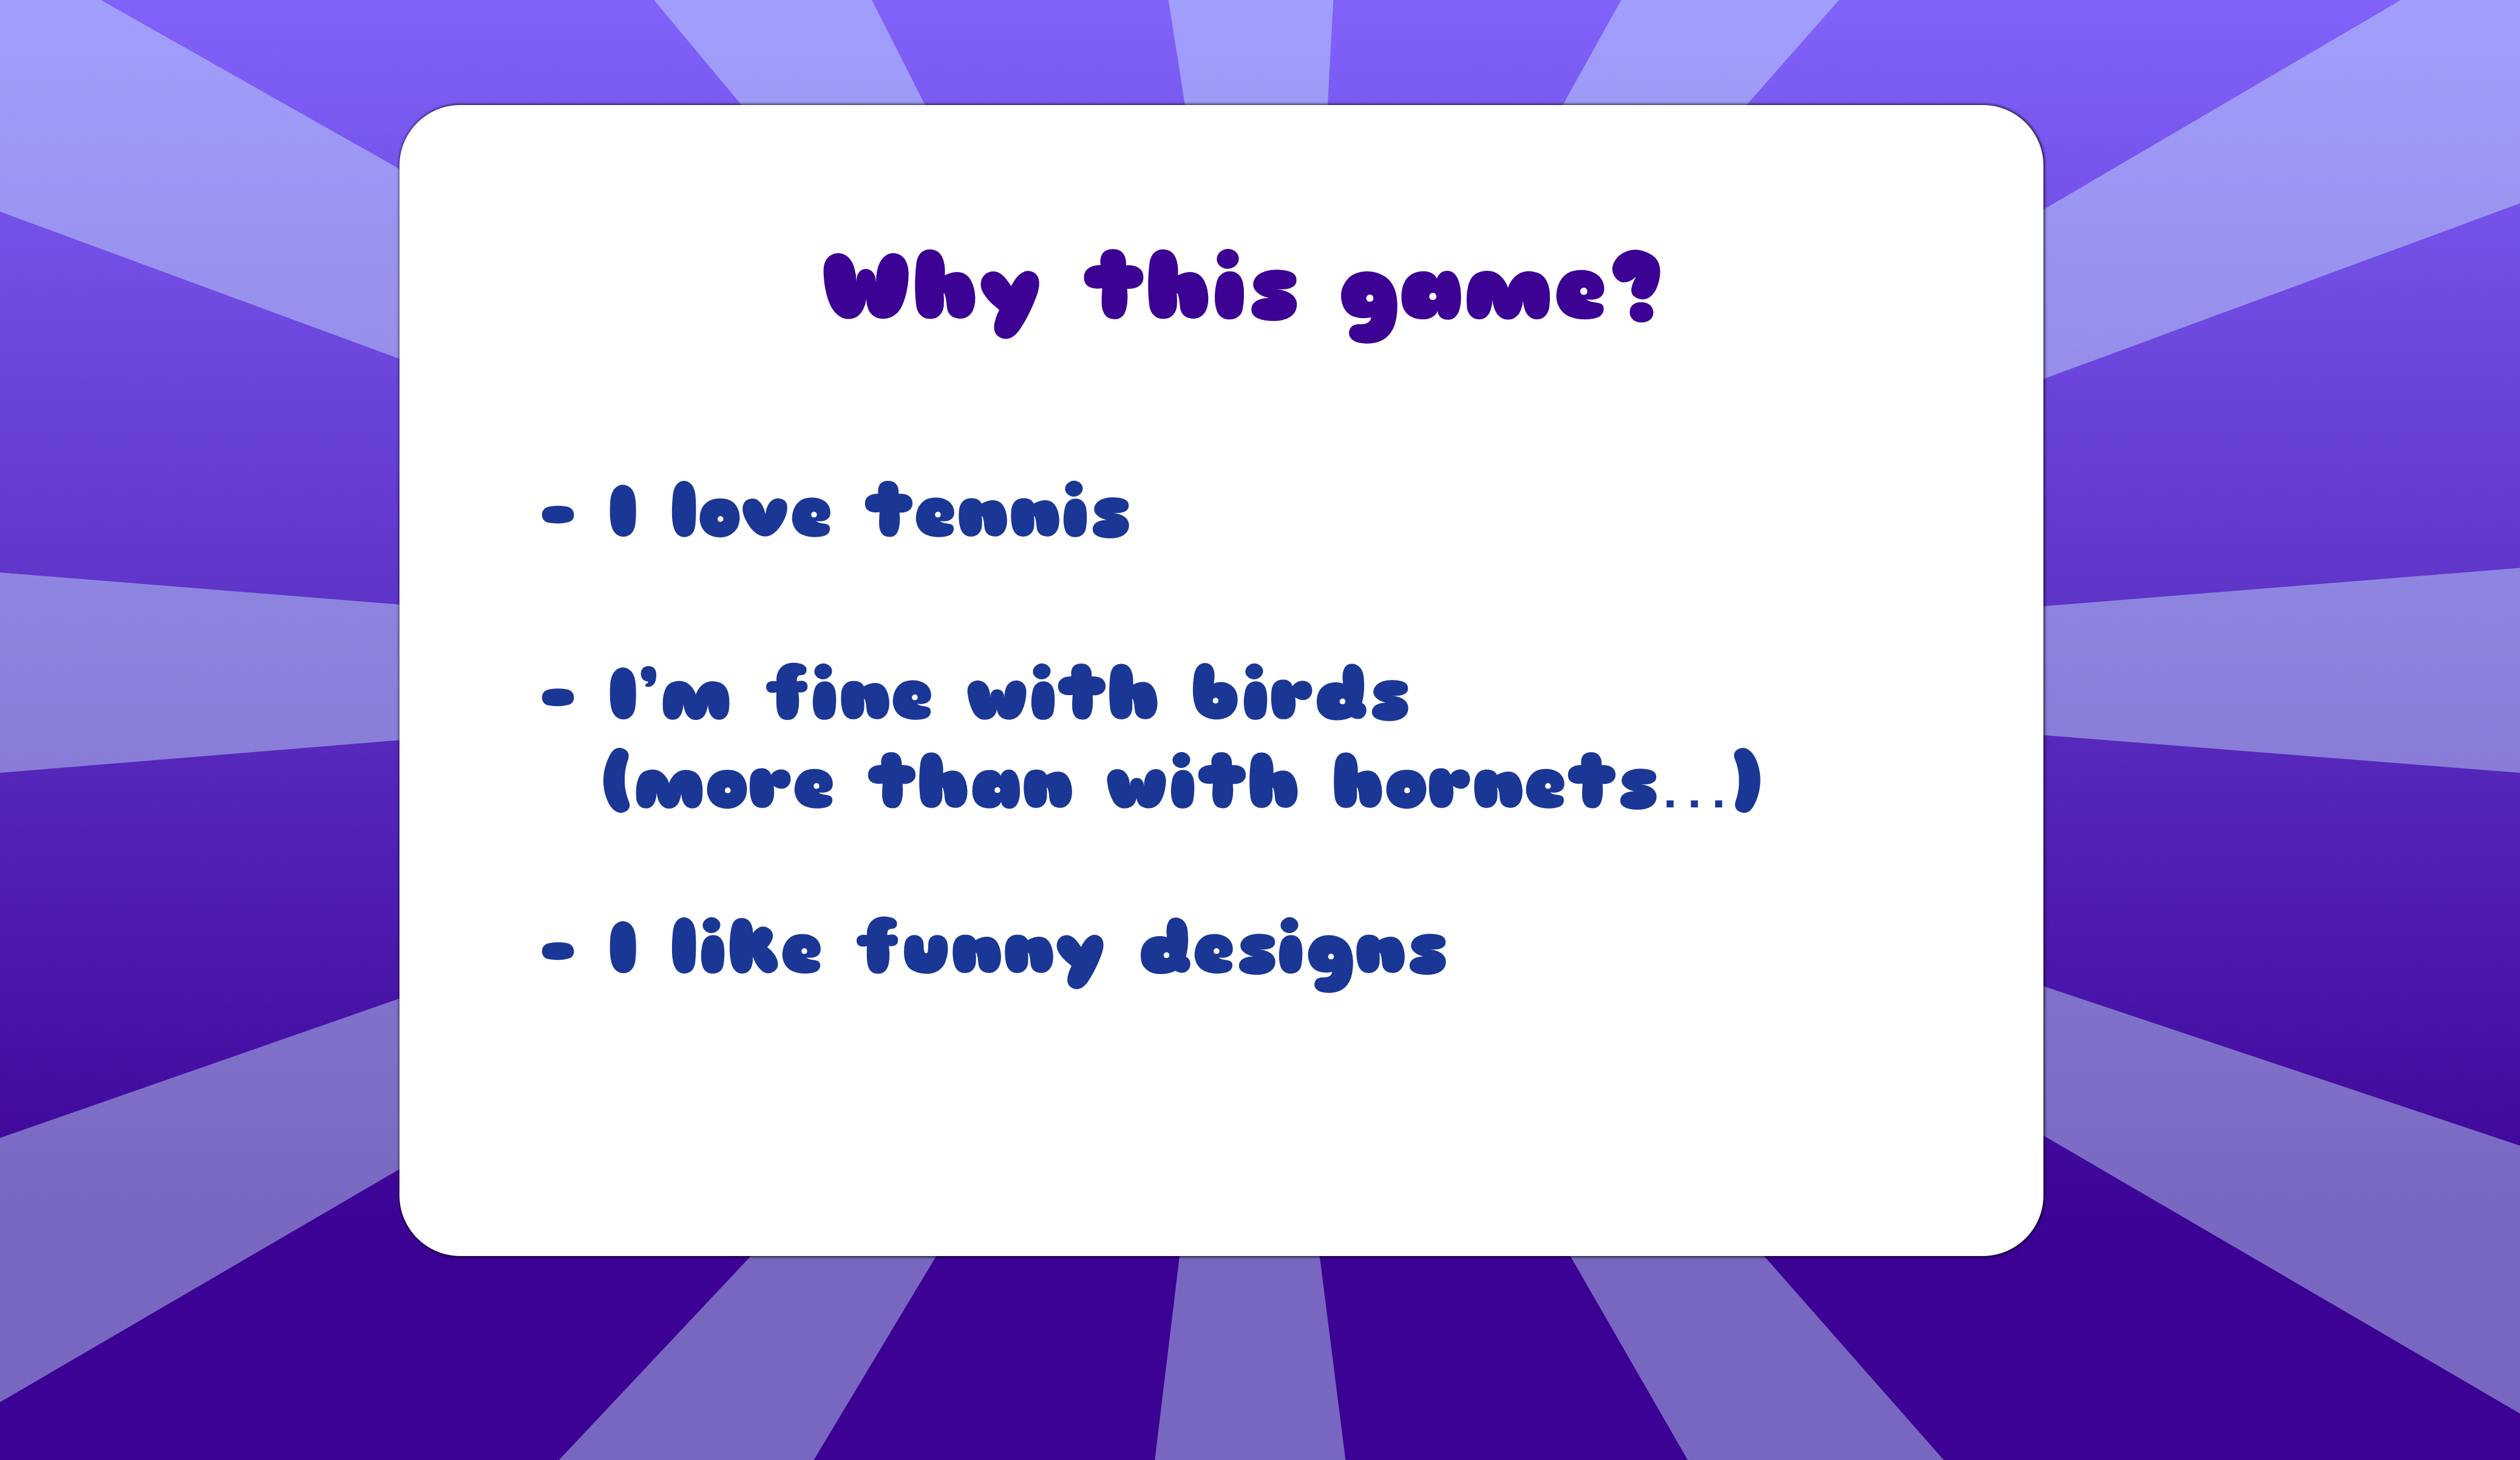 Why this game?
- I love tennis
- I'm fine with birds
(more than with hornets...)
- I like funny designs